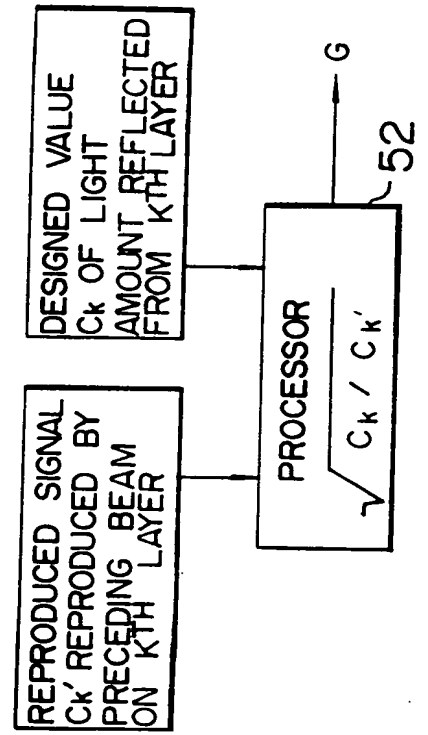 REPRODUCED SIGNAL
Ck' REPRODUCED BY
PRECEDING BEAM
ON KTH LAYER
DESIGNED VALUE
Ck OF LIGHT
AMOUNT REFLECTED
FROM KTH LAYER
PROCESSOR
√ Ck / Ck'
G
52